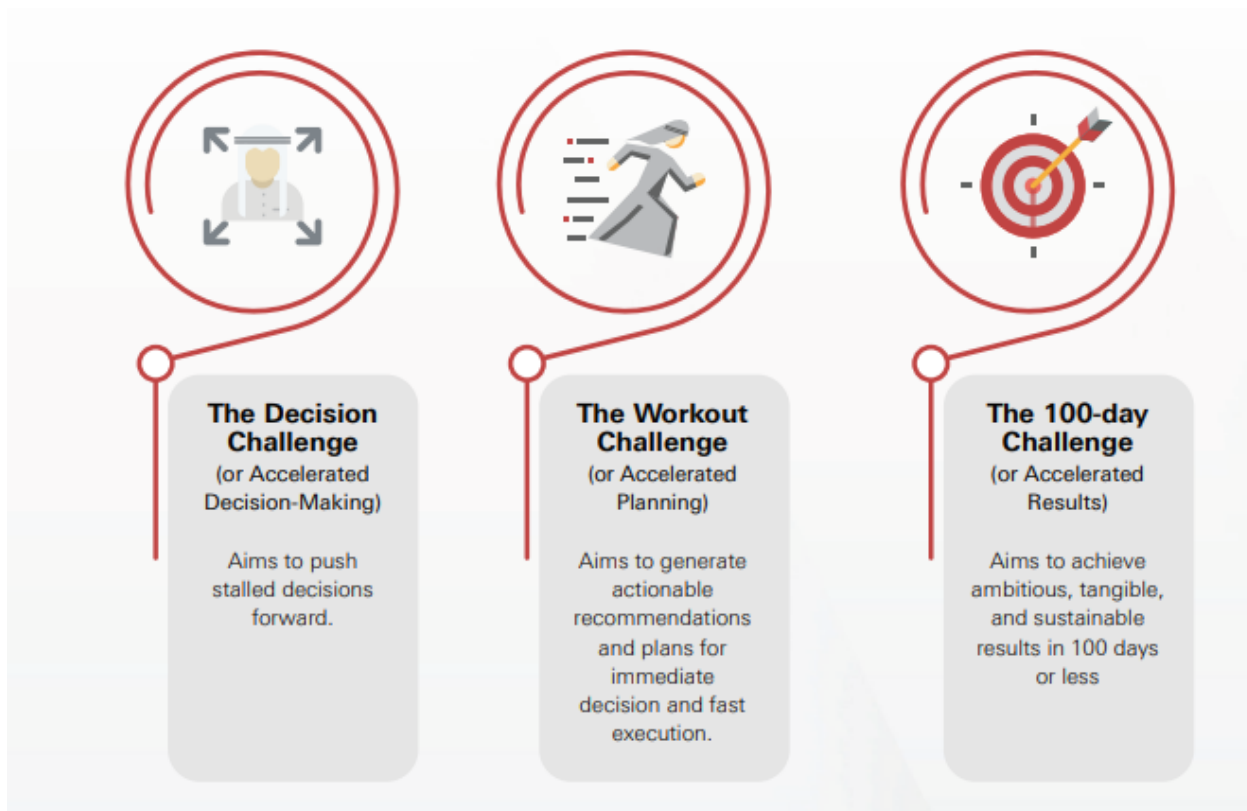 The Decision
Challenge
(or Accelerated
Decision-Making)
Aims to push
stalled decisions
forward.
The Workout
Challenge
(or Accelerated
Planning)
Aims to generate
actionable
recommendations
and plans for
immediate
decision and fast
execution.
The 100-day
Challenge
(or Accelerated
Results)
Aims to achieve
ambitious, tangible,
and sustainable
results in 100 days
or less